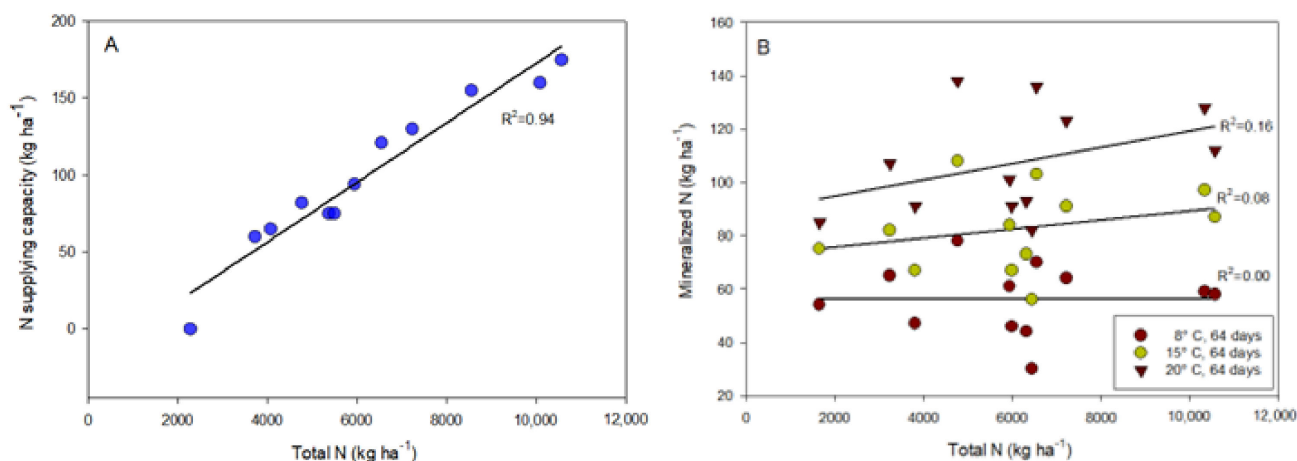 A
200
150
100
50
0
N supplying capacity (kg ha⁻¹)
R²=0.94
0 2000 4000 6000 8000 10,000 12,000
Total N (kg ha⁻¹)
B
160
140
120
100
80
60
40
20
Mineralized N (kg ha⁻¹)
R²=0.16
R²=0.08
R²=0.00
8° C, 64 days
15° C, 64 days
20° C, 64 days
0 2000 4000 6000 8000 10,000 12,000
Total N (kg ha⁻¹)